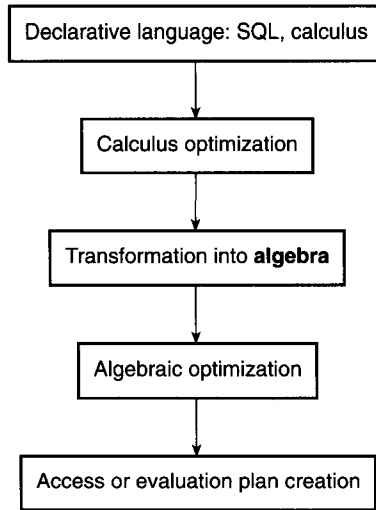 Declarative language: SQL, calculus
Calculus optimization
Transformation into algebra
Algebraic optimization
Access or evaluation plan creation